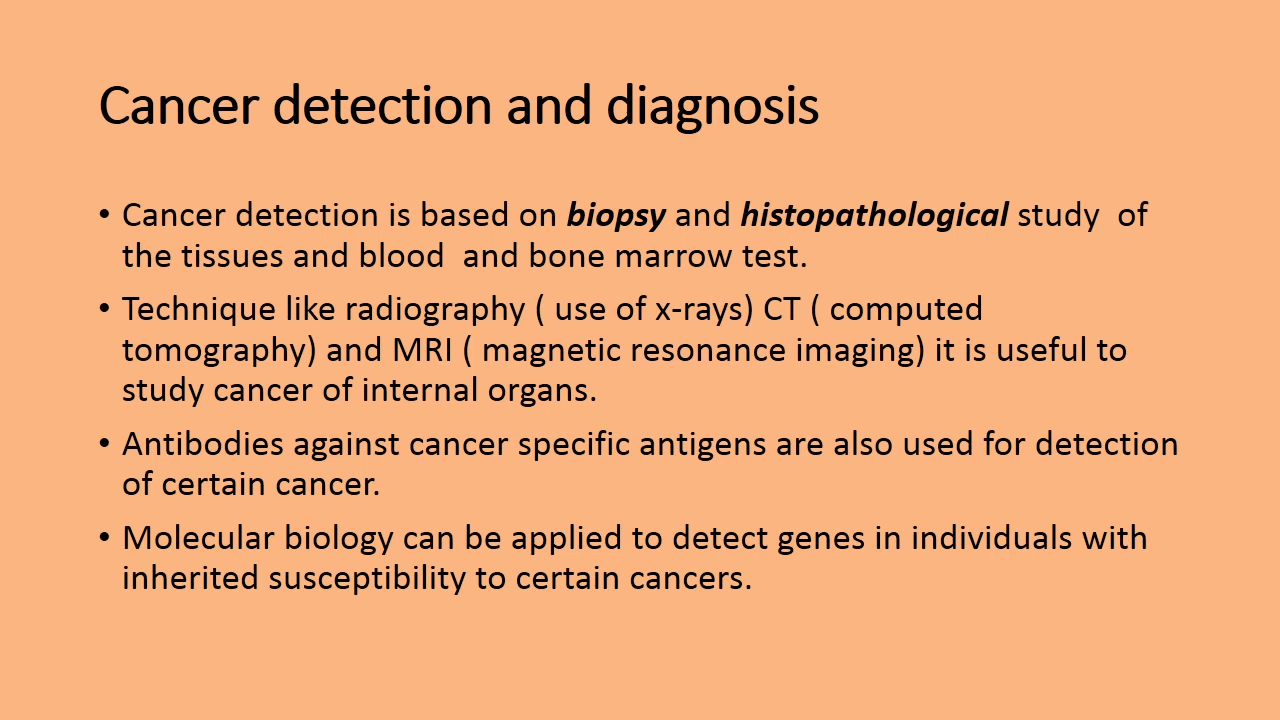 Cancer detection and diagnosis
• Cancer detection is based on biopsy and histopathological study  of
the tissues and blood  and bone marrow test.
• Technique like radiography ( use of x-rays) CT ( computed
tomography) and MRI ( magnetic resonance imaging) it is useful to
study cancer of internal organs.
• Antibodies against cancer specific antigens are also used for detection
of certain cancer.
• Molecular biology can be applied to detect genes in individuals with
inherited susceptibility to certain cancers.